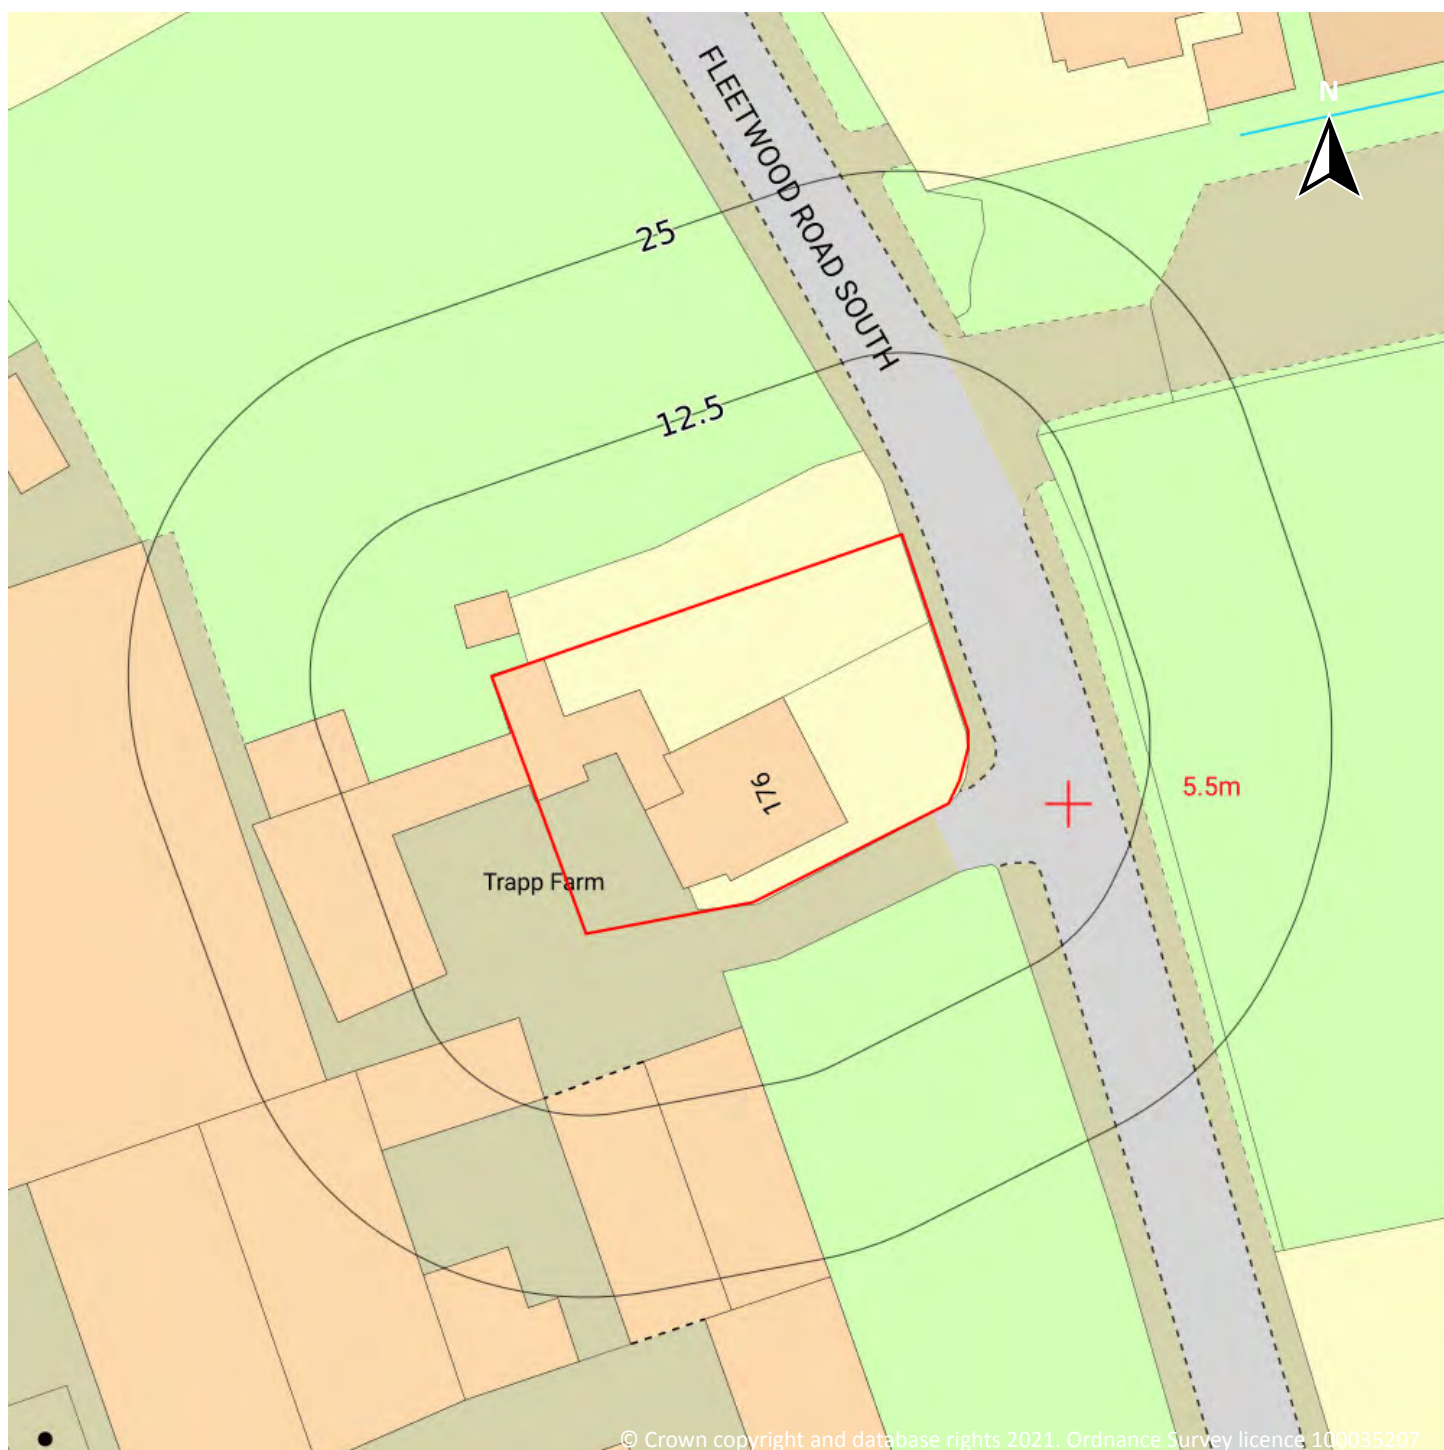 FLEETWOOD ROAD SOUTH
N
25
12.5
176
5.5m
Trapp Farm
© Crown copyright and database rights 2021. Ordnance Survey licence 100035207